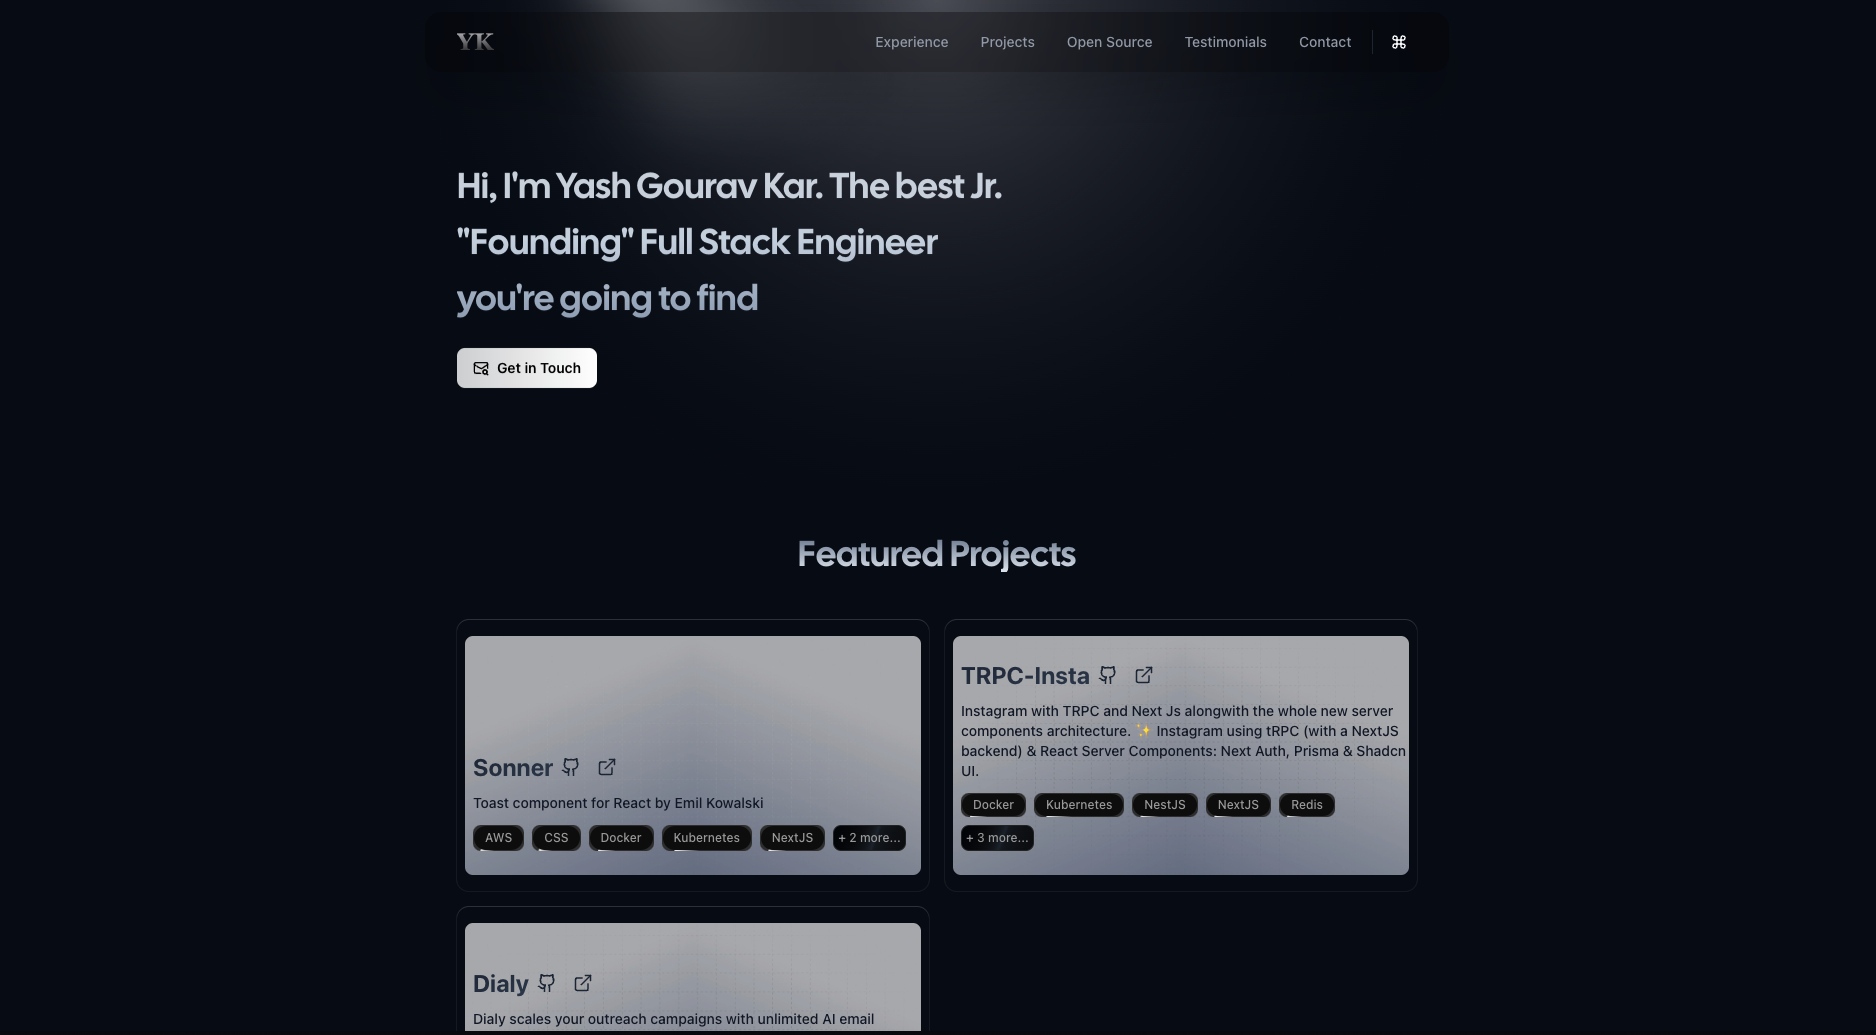 YK
Experience Projects Open Source Testimonials Contact ⌘
Hi, I'm Yash Gourav Kar. The best Jr.
"Founding" Full Stack Engineer
you're going to find
Get in Touch
Featured Projects
Sonner
Toast component for React by Emil Kowalski
AWS CSS Docker Kubernetes NextJS + 2 more...
TRPC-Insta
Instagram with TRPC and Next Js alongwith the whole new server
components architecture. ✨ Instagram using tRPC (with a NextJS
backend) & React Server Components: Next Auth, Prisma & Shadcn
UI.
Docker Kubernetes NestJS NextJS Redis
+ 3 more...
Dialy
Dialy scales your outreach campaigns with unlimited AI email